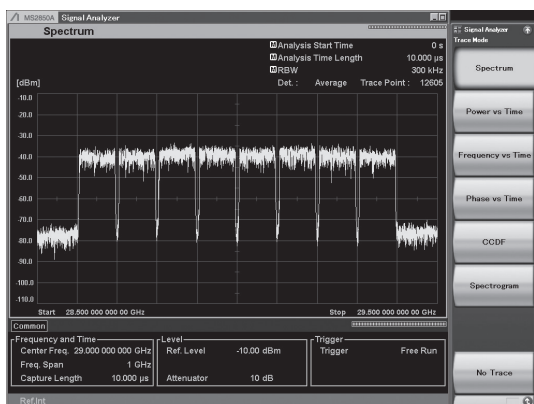 MS2850A Signal Analyzer
Spectrum
Analysis Start Time 0 s
Analysis Time Length 10.000 µs
RBW 300 kHz
[dBm] Det. : Average Trace Point : 12605
-10.0
-20.0
-30.0
-40.0
-50.0
-60.0
-70.0
-80.0
-90.0
-100.0
-110.0
Start 28.500 000 000 00 GHz Stop 29.500 000 000 00 GHz
Common
Frequency and Time
Center Freq. 29.000 000 000 GHz
Freq. Span 1 GHz
Capture Length 10.000 µs
Level
Ref. Level -10.00 dBm
Attenuator 10 dB
Trigger
Trigger Free Run
Ref.Int
Signal Analyzer
Trace Mode
Spectrum
Power vs Time
Frequency vs Time
Phase vs Time
CCDF
Spectrogram
No Trace